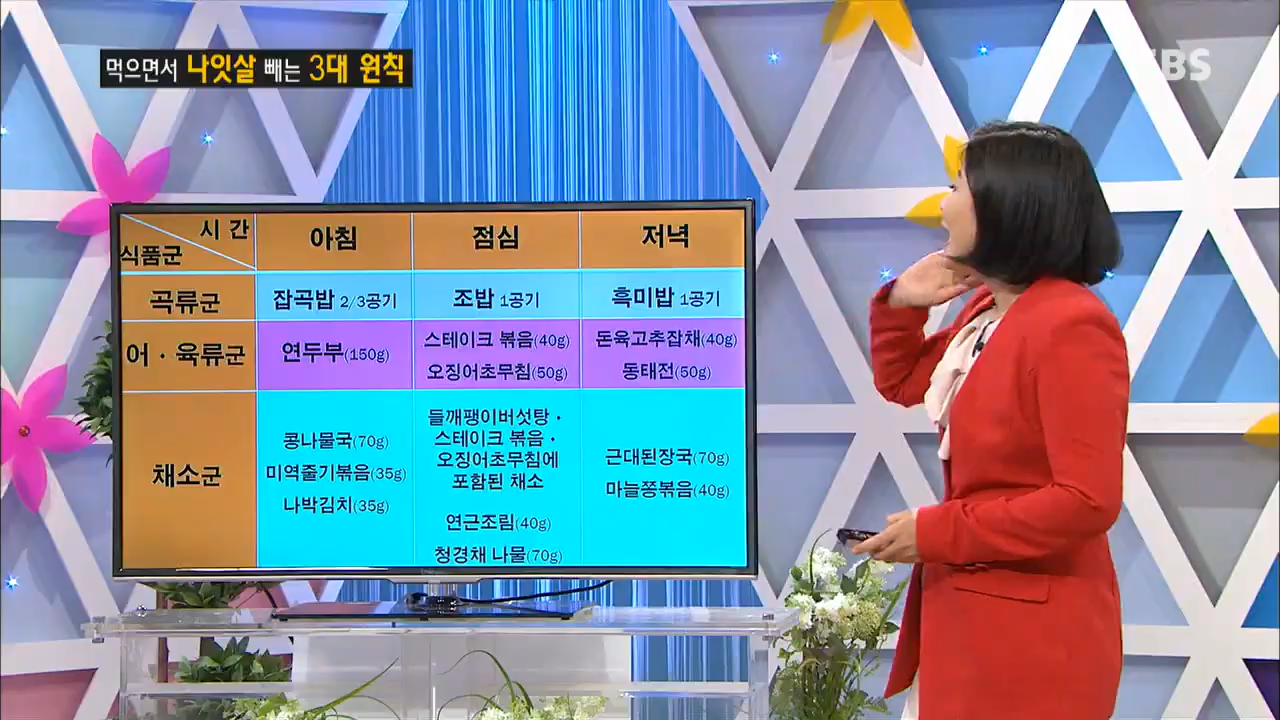 먹으면서 나잇살 빼는 3대 원칙
EBS
시 간
식품군
아침 점심 저녁
곡류군 잡곡밥 2/3공기 조밥 1공기 흑미밥 1공기
어·육류군 연두부(150g)
스테이크 볶음(40g)
오징어초무침(50g)
돈육고추잡채(40g)
동태전(50g)
채소군
콩나물국(70g)
미역줄기볶음(35g)
나박김치(35g)
들깨팽이버섯탕·
스테이크 볶음·
오징어초무침에
포함된 채소
연근조림(40g)
청경채 나물(70g)
근대된장국(70g)
마늘쫑볶음(40g)